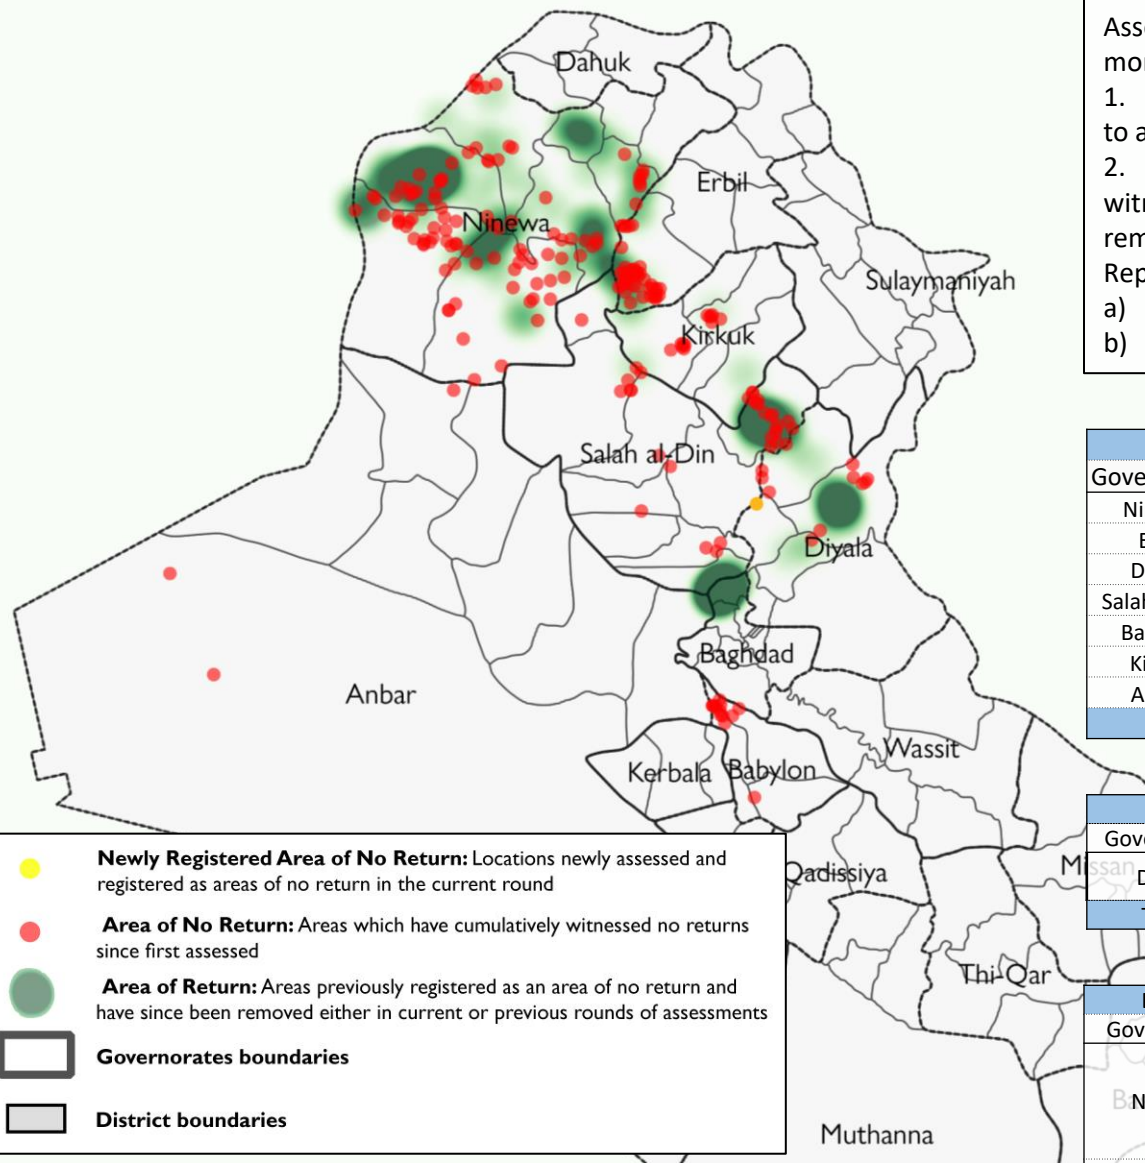 Dahuk
Erbil
Ninewa
Sulaymaniyah
Kirkuk
Salah al-Din
Diyala
Baghdad
Anbar
Wassit
Kerbala
Babylon
Qadissiya
Missan
Thi-Qar
Muthanna
Newly Registered Area of No Return: Locations newly assessed and
registered as areas of no return in the current round
Area of No Return: Areas which have cumulatively witnessed no returns
since first assessed
Area of Return: Areas previously registered as an area of no return and
have since been removed either in current or previous rounds of assessments
Governorates boundaries
District boundaries
1.
to a
2.
a)
b)